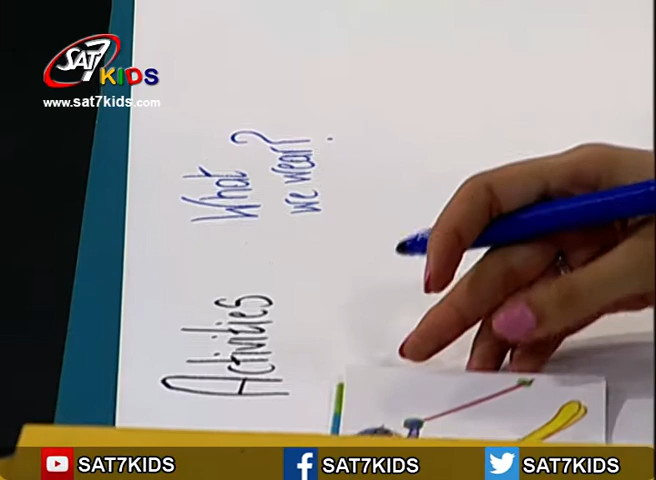 SAT7
KIDS
www.sat7kids.com
Activities
What ?
we wear?
SAT7KIDS
SAT7KIDS
SAT7KIDS